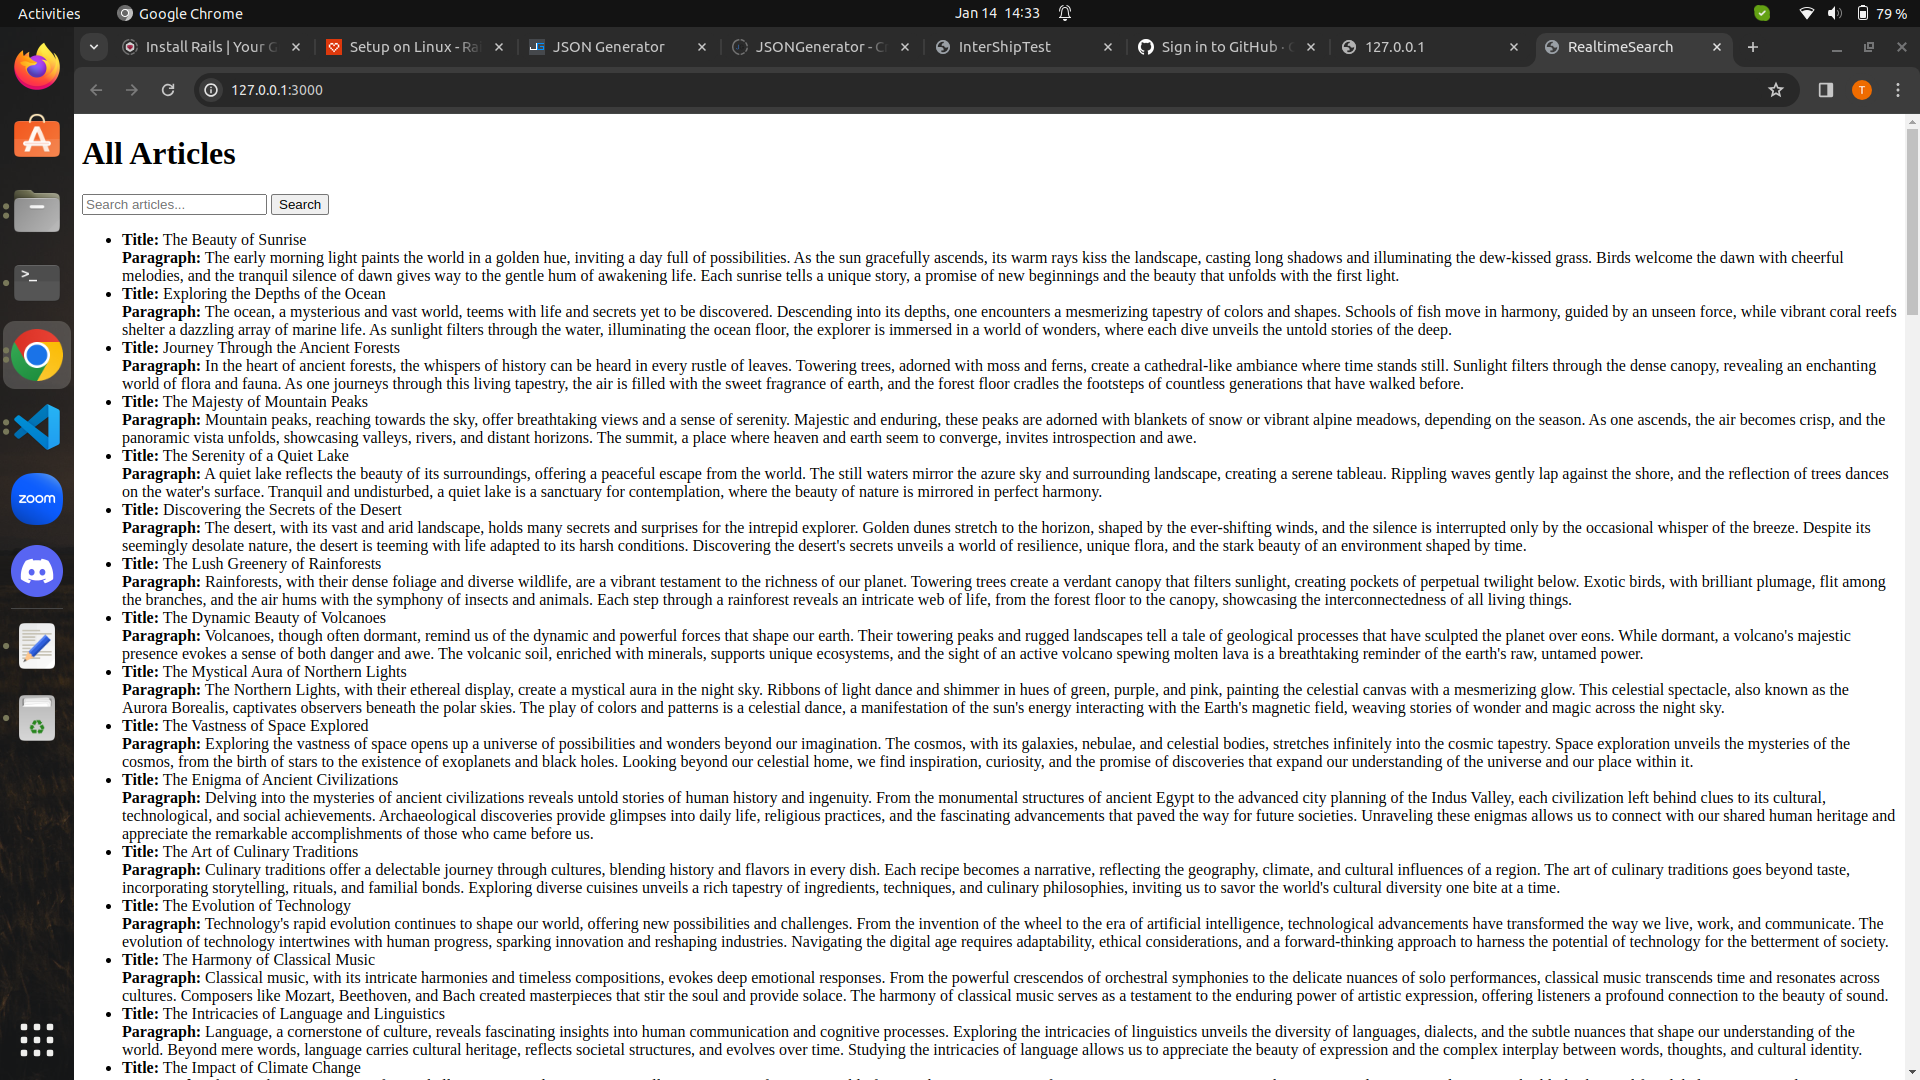 Activities
Google Chrome
Jan 14 14:33
79 %
Install Rails | Your G
Setup on Linux - Ra
JSON Generator
JSONGenerator - Cr
InterShipTest
Sign in to GitHub ·
127.0.0.1
RealtimeSearch
127.0.0.1:3000
T
zoom
All Articles
Search articles...
Search
Title: The Beauty of Sunrise
Paragraph: The early morning light paints the world in a golden hue, inviting a day full of possibilities. As the sun gracefully ascends, its warm rays kiss the landscape, casting long shadows and illuminating the dew-kissed grass. Birds welcome the dawn with cheerful
melodies, and the tranquil silence of dawn gives way to the gentle hum of awakening life. Each sunrise tells a unique story, a promise of new beginnings and the beauty that unfolds with the first light.
Title: Exploring the Depths of the Ocean
Paragraph: The ocean, a mysterious and vast world, teems with life and secrets yet to be discovered. Descending into its depths, one encounters a mesmerizing tapestry of colors and shapes. Schools of fish move in harmony, guided by an unseen force, while vibrant coral reefs
shelter a dazzling array of marine life. As sunlight filters through the water, illuminating the ocean floor, the explorer is immersed in a world of wonders, where each dive unveils the untold stories of the deep.
Title: Journey Through the Ancient Forests
Paragraph: In the heart of ancient forests, the whispers of history can be heard in every rustle of leaves. Towering trees, adorned with moss and ferns, create a cathedral-like ambiance where time stands still. Sunlight filters through the dense canopy, revealing an enchanting
world of flora and fauna. As one journeys through this living tapestry, the air is filled with the sweet fragrance of earth, and the forest floor cradles the footsteps of countless generations that have walked before.
Title: The Majesty of Mountain Peaks
Paragraph: Mountain peaks, reaching towards the sky, offer breathtaking views and a sense of serenity. Majestic and enduring, these peaks are adorned with blankets of snow or vibrant alpine meadows, depending on the season. As one ascends, the air becomes crisp, and the
panoramic vista unfolds, showcasing valleys, rivers, and distant horizons. The summit, a place where heaven and earth seem to converge, invites introspection and awe.
Title: The Serenity of a Quiet Lake
Paragraph: A quiet lake reflects the beauty of its surroundings, offering a peaceful escape from the world. The still waters mirror the azure sky and surrounding landscape, creating a serene tableau. Rippling waves gently lap against the shore, and the reflection of trees dances
on the water's surface. Tranquil and undisturbed, a quiet lake is a sanctuary for contemplation, where the beauty of nature is mirrored in perfect harmony.
Title: Discovering the Secrets of the Desert
Paragraph: The desert, with its vast and arid landscape, holds many secrets and surprises for the intrepid explorer. Golden dunes stretch to the horizon, shaped by the ever-shifting winds, and the silence is interrupted only by the occasional whisper of the breeze. Despite its
seemingly desolate nature, the desert is teeming with life adapted to its harsh conditions. Discovering the desert's secrets unveils a world of resilience, unique flora, and the stark beauty of an environment shaped by time.
Title: The Lush Greenery of Rainforests
Paragraph: Rainforests, with their dense foliage and diverse wildlife, are a vibrant testament to the richness of our planet. Towering trees create a verdant canopy that filters sunlight, creating pockets of perpetual twilight below. Exotic birds, with brilliant plumage, flit among
the branches, and the air hums with the symphony of insects and animals. Each step through a rainforest reveals an intricate web of life, from the forest floor to the canopy, showcasing the interconnectedness of all living things.
Title: The Dynamic Beauty of Volcanoes
Paragraph: Volcanoes, though often dormant, remind us of the dynamic and powerful forces that shape our earth. Their towering peaks and rugged landscapes tell a tale of geological processes that have sculpted the planet over eons. While dormant, a volcano's majestic
presence evokes a sense of both danger and awe. The volcanic soil, enriched with minerals, supports unique ecosystems, and the sight of an active volcano spewing molten lava is a breathtaking reminder of the earth's raw, untamed power.
Title: The Mystical Aura of Northern Lights
Paragraph: The Northern Lights, with their ethereal display, create a mystical aura in the night sky. Ribbons of light dance and shimmer in hues of green, purple, and pink, painting the celestial canvas with a mesmerizing glow. This celestial spectacle, also known as the
Aurora Borealis, captivates observers beneath the polar skies. The play of colors and patterns is a celestial dance, a manifestation of the sun's energy interacting with the Earth's magnetic field, weaving stories of wonder and magic across the night sky.
Title: The Vastness of Space Explored
Paragraph: Exploring the vastness of space opens up a universe of possibilities and wonders beyond our imagination. The cosmos, with its galaxies, nebulae, and celestial bodies, stretches infinitely into the cosmic tapestry. Space exploration unveils the mysteries of the
cosmos, from the birth of stars to the existence of exoplanets and black holes. Looking beyond our celestial home, we find inspiration, curiosity, and the promise of discoveries that expand our understanding of the universe and our place within it.
Title: The Enigma of Ancient Civilizations
Paragraph: Delving into the mysteries of ancient civilizations reveals untold stories of human history and ingenuity. From the monumental structures of ancient Egypt to the advanced city planning of the Indus Valley, each civilization left behind clues to its cultural,
technological, and social achievements. Archaeological discoveries provide glimpses into daily life, religious practices, and the fascinating advancements that paved the way for future societies. Unraveling these enigmas allows us to connect with our shared human heritage and
appreciate the remarkable accomplishments of those who came before us.
Title: The Art of Culinary Traditions
Paragraph: Culinary traditions offer a delectable journey through cultures, blending history and flavors in every dish. Each recipe becomes a narrative, reflecting the geography, climate, and cultural influences of a region. The art of culinary traditions goes beyond taste,
incorporating storytelling, rituals, and familial bonds. Exploring diverse cuisines unveils a rich tapestry of ingredients, techniques, and culinary philosophies, inviting us to savor the world's cultural diversity one bite at a time.
Title: The Evolution of Technology
Paragraph: Technology's rapid evolution continues to shape our world, offering new possibilities and challenges. From the invention of the wheel to the era of artificial intelligence, technological advancements have transformed the way we live, work, and communicate. The
evolution of technology intertwines with human progress, sparking innovation and reshaping industries. Navigating the digital age requires adaptability, ethical considerations, and a forward-thinking approach to harness the potential of technology for the betterment of society.
Title: The Harmony of Classical Music
Paragraph: Classical music, with its intricate harmonies and timeless compositions, evokes deep emotional responses. From the powerful crescendos of orchestral symphonies to the delicate nuances of solo performances, classical music transcends time and resonates across
cultures. Composers like Mozart, Beethoven, and Bach created masterpieces that stir the soul and provide solace. The harmony of classical music serves as a testament to the enduring power of artistic expression, offering listeners a profound connection to the beauty of sound.
Title: The Intricacies of Language and Linguistics
Paragraph: Language, a cornerstone of culture, reveals fascinating insights into human communication and cognitive processes. Exploring the intricacies of linguistics unveils the diversity of languages, dialects, and the subtle nuances that shape our understanding of the
world. Beyond mere words, language carries cultural heritage, reflects societal structures, and evolves over time. Studying the intricacies of language allows us to appreciate the beauty of expression and the complex interplay between words, thoughts, and cultural identity.
Title: The Impact of Climate Change